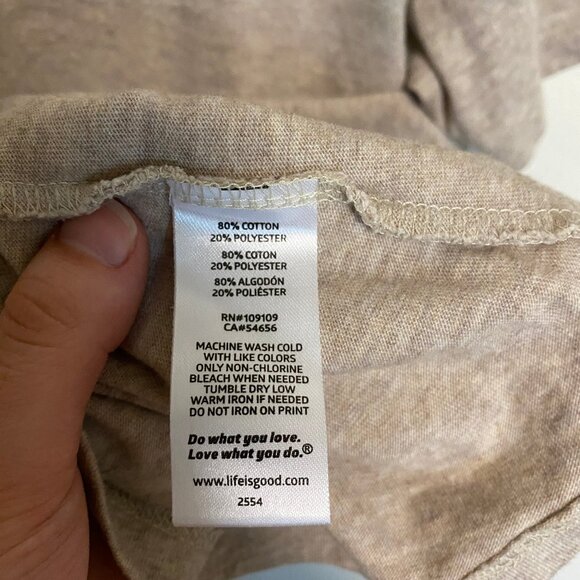 80% COTTON
20% POLYESTER
80% COTON
20% POLYESTER
80% ALGODÓN
20% POLIÉSTER
RN#109109
CA#54656
MACHINE WASH COLD
WITH LIKE COLORS
ONLY NON-CHLORINE
BLEACH WHEN NEEDED
TUMBLE DRY LOW
WARM IRON IF NEEDED
DO NOT IRON ON PRINT
Do what you love.
Love what you do.®
www.lifeisgood.com
2554